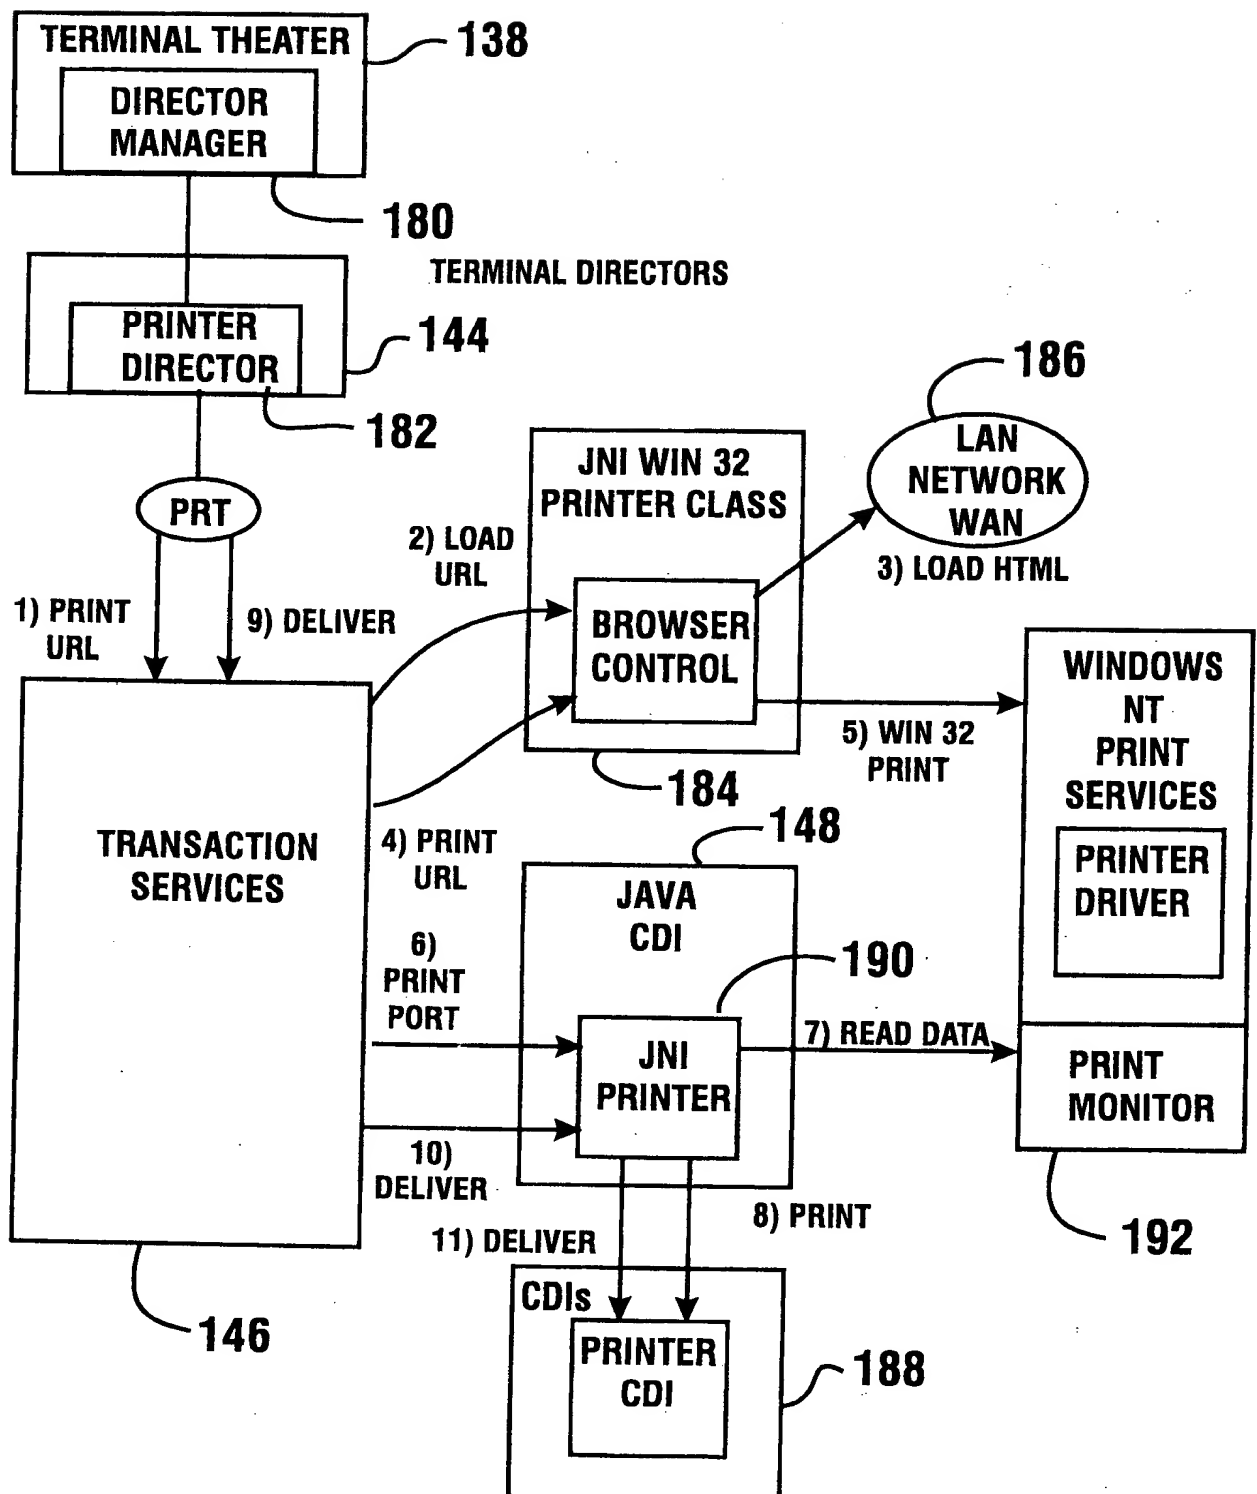 TERMINAL THEATER
138
DIRECTOR
MANAGER
180
TERMINAL DIRECTORS
PRINTER
DIRECTOR
144
182
PRT
1) PRINT
URL
9) DELIVER
2) LOAD
URL
JNI WIN 32
PRINTER CLASS
BROWSER
CONTROL
184
186
LAN
NETWORK
WAN
3) LOAD HTML
5) WIN 32
PRINT
WINDOWS
NT
PRINT
SERVICES
PRINTER
DRIVER
TRANSACTION
SERVICES
146
4) PRINT
URL
148
JAVA
CDI
190
6)
PRINT
PORT
JNI
PRINTER
7) READ DATA
PRINT
MONITOR
192
10)
DELIVER
11) DELIVER
8) PRINT
CDIs
PRINTER
CDI
188